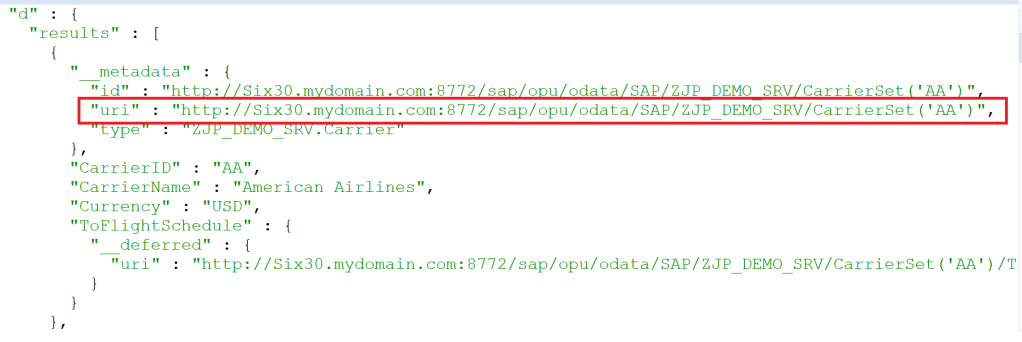 "d" : {
"results" : [
{
"__metadata" : {
"id" : "http://Six30.mydomain.com:8772/sap/opu/odata/SAP/ZJP_DEMO_SRV/CarrierSet('AA')",
"uri" : "http://Six30.mydomain.com:8772/sap/opu/odata/SAP/ZJP_DEMO_SRV/CarrierSet('AA')",
"type" : "ZJP_DEMO_SRV.Carrier"
},
"CarrierID" : "AA",
"CarrierName" : "American Airlines",
"Currency" : "USD",
"ToFlightSchedule" : {
"__deferred" : {
"uri" : "http://Six30.mydomain.com:8772/sap/opu/odata/SAP/ZJP_DEMO_SRV/CarrierSet('AA')/T
}
}
},